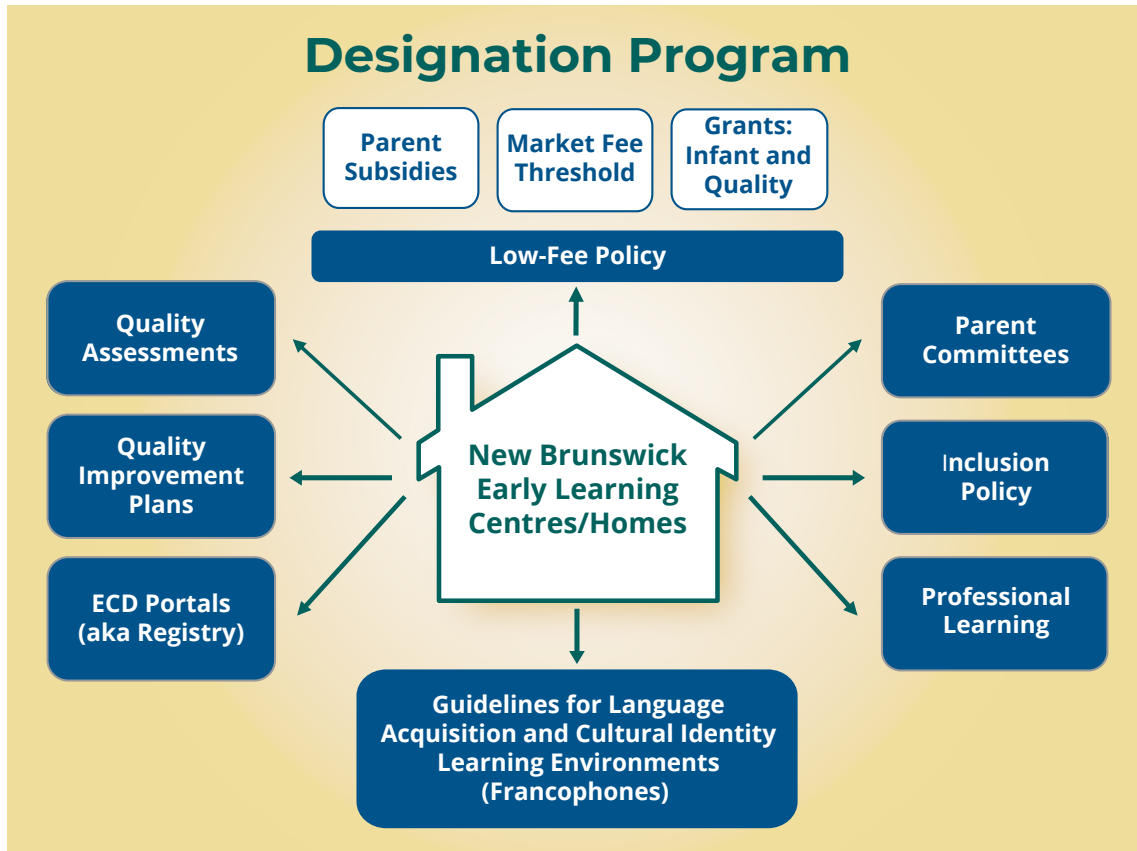 Designation Program
Parent
Subsidies
Market Fee
Threshold
Grants:
Infant and
Quality
Low-Fee Policy
Quality
Assessments
Quality
Improvement
Plans
ECD Portals
(aka Registry)
New Brunswick
Early Learning
Centres/Homes
Parent
Committees
Inclusion
Policy
Professional
Learning
Guidelines for Language
Acquisition and Cultural Identity
Learning Environments
(Francophones)